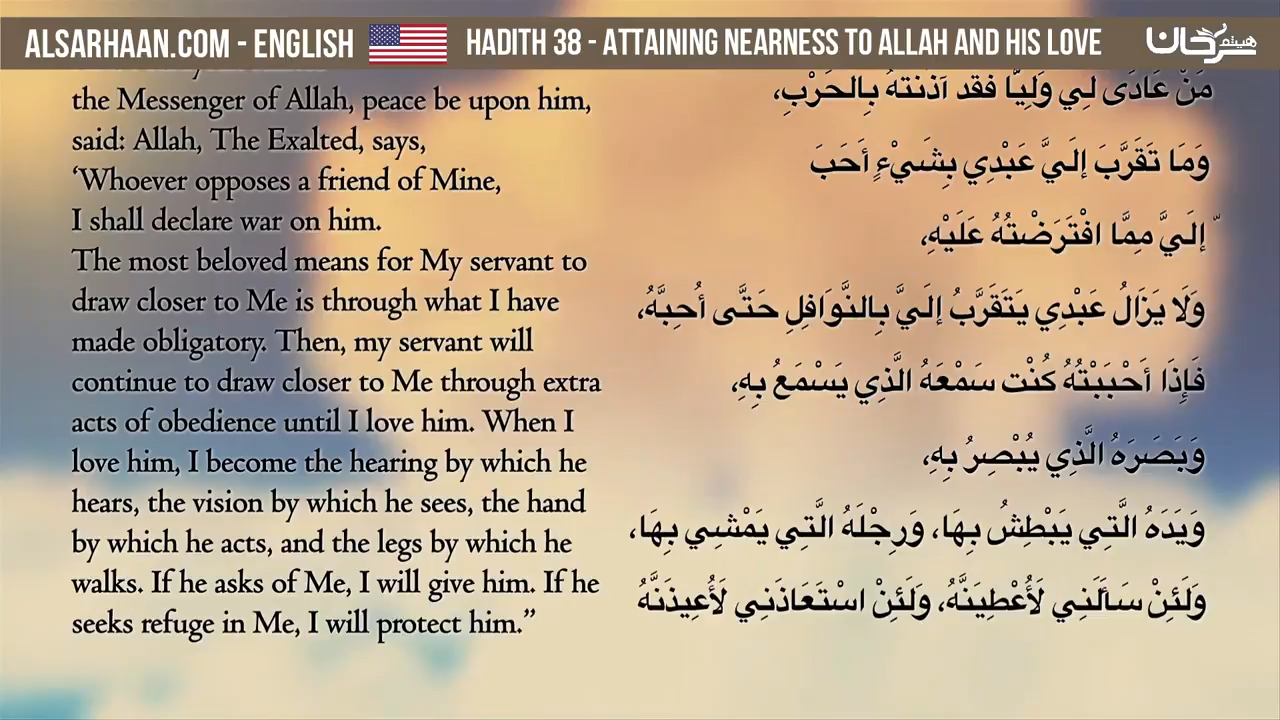 ALSARHAAN.COM - ENGLISH
HADITH 38 - ATTAINING NEARNESS TO ALLAH AND HIS LOVE
هيثم سرحان
the Messenger of Allah, peace be upon him,
said: Allah, The Exalted, says,
‘Whoever opposes a friend of Mine,
I shall declare war on him.
The most beloved means for My servant to
draw closer to Me is through what I have
made obligatory. Then, my servant will
continue to draw closer to Me through extra
acts of obedience until I love him. When I
love him, I become the hearing by which he
hears, the vision by which he sees, the hand
by which he acts, and the legs by which he
walks. If he asks of Me, I will give him. If he
seeks refuge in Me, I will protect him.”
مَنْ عَادَى لِي وَلِيًّا فقد آذَنتهُ بِالحَرْبِ،
وَمَا تَقَرَّبَ إِلَيَّ عَبْدِي بِشَيْءٍ أَحَبَ
إِلَيَّ مِمَّا افْتَرَضْتُهُ عَلَيْهِ،
وَلَا يَزَالُ عَبْدِي يَتَقَرَّبُ إِلَيَّ بِالنَّوَافِلِ حَتَّى أُحِبَّهُ،
فَإِذَا أَحْبَبْتُهُ كُنْت سَمْعَهُ الَّذِي يَسْمَعُ بِهِ،
وَبَصَرَهُ الَّذِي يُبْصِرُ بِهِ،
وَيَدَهُ الَّتِي يَبْطِشُ بِهَا، وَرِجْلَهُ الَّتِي يَمْشِي بِهَا،
وَلَئِنْ سَأَلَنِي لَأُعْطِيَنَّهُ، وَلَئِنْ اسْتَعَاذَنِي لَأُعِيذَنَّهُ